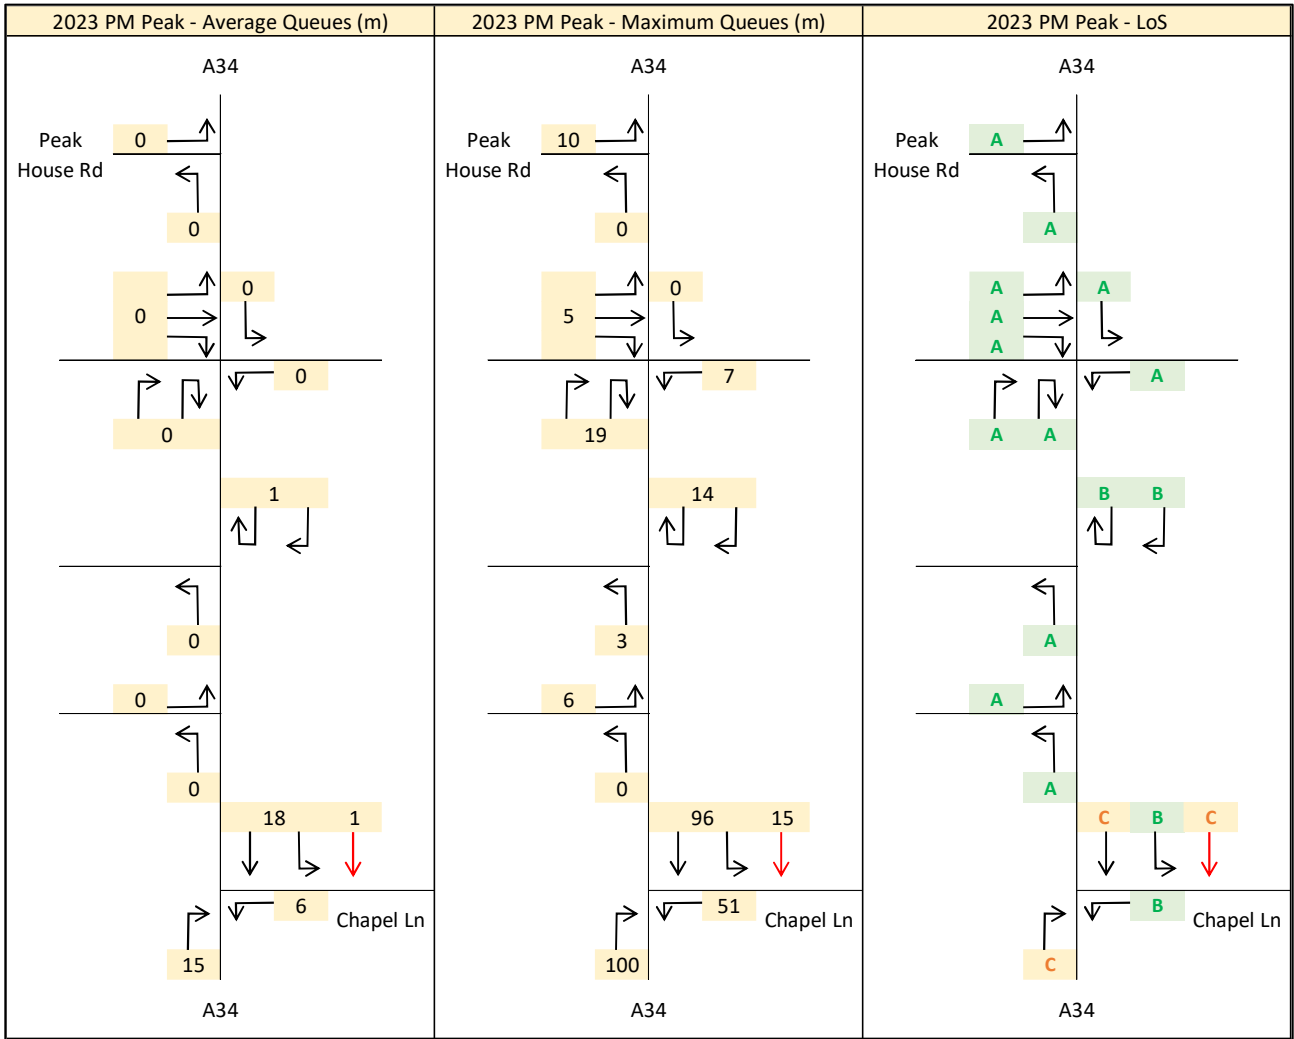 2023 PM Peak - Average Queues (m)
A34
Peak
House Rd
0
0
0
0
0
0
1
0
0
0
18 1
6
Chapel Ln
15
A34
2023 PM Peak - Maximum Queues (m)
A34
Peak
House Rd
10
0
0
5
7
19
14
3
6
0
96 15
51
Chapel Ln
100
A34
2023 PM Peak - LoS
A34
Peak
House Rd
A
A
A A
A
A
A
A A
B B
A
A
A
C B C
B
Chapel Ln
C
A34